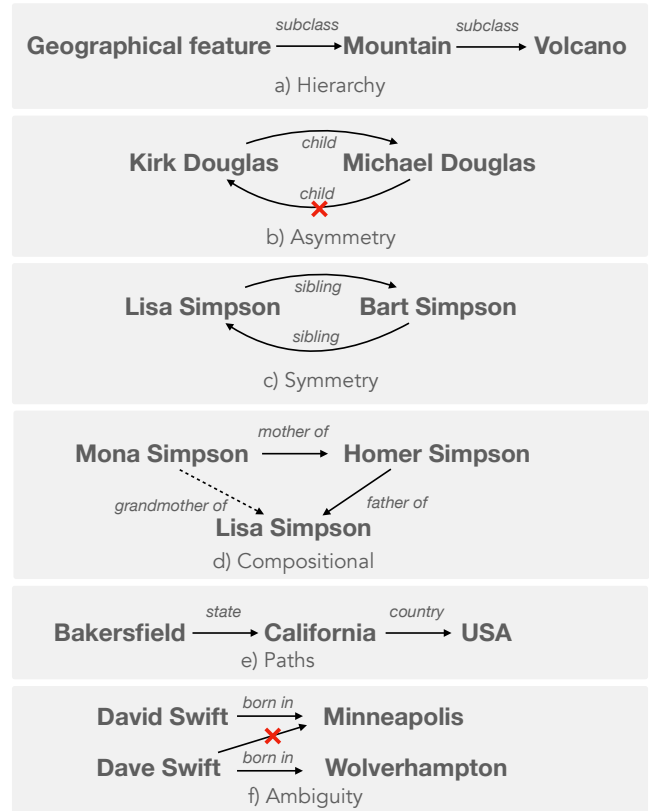 subclass subclass
Geographical feature Mountain Volcano
a) Hierarchy
child
Kirk Douglas Michael Douglas
child
b) Asymmetry
sibling
Lisa Simpson Bart Simpson
sibling
c) Symmetry
mother of
Mona Simpson Homer Simpson
grandmother of father of
Lisa Simpson
d) Compositional
state country
Bakersfield California USA
e) Paths
born in
David Swift Minneapolis
born in
Dave Swift Wolverhampton
f) Ambiguity